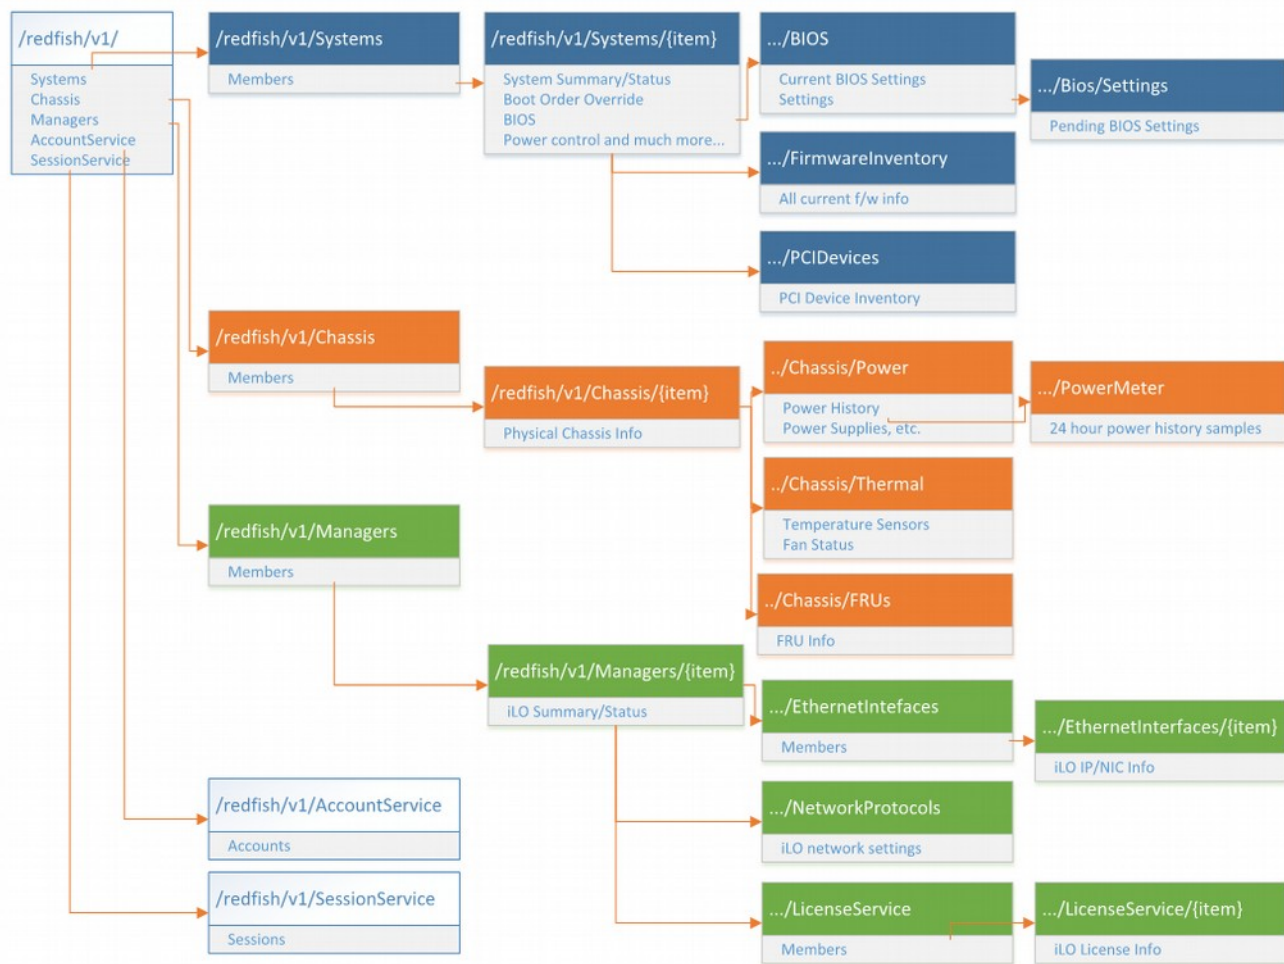 /redfish/v1/
Systems
Chassis
Managers
AccountService
SessionService
/redfish/v1/Systems
Members
/redfish/v1/Systems/{item}
System Summary/Status
Boot Order Override
BIOS
Power control and much more...
.../BIOS
Current BIOS Settings
Settings
.../Bios/Settings
Pending BIOS Settings
.../FirmwareInventory
All current f/w info
.../PCIDevices
PCI Device Inventory
/redfish/v1/Chassis
Members
/redfish/v1/Chassis/{item}
Physical Chassis Info
../Chassis/Power
Power History
Power Supplies, etc.
.../PowerMeter
24 hour power history samples
../Chassis/Thermal
Temperature Sensors
Fan Status
../Chassis/FRUs
FRU Info
/redfish/v1/Managers
Members
/redfish/v1/Managers/{item}
iLO Summary/Status
.../EthernetIntefaces
Members
.../EthernetInterfaces/{item}
iLO IP/NIC Info
.../NetworkProtocols
iLO network settings
.../LicenseService
Members
.../LicenseService/{item}
iLO License Info
/redfish/v1/AccountService
Accounts
/redfish/v1/SessionService
Sessions